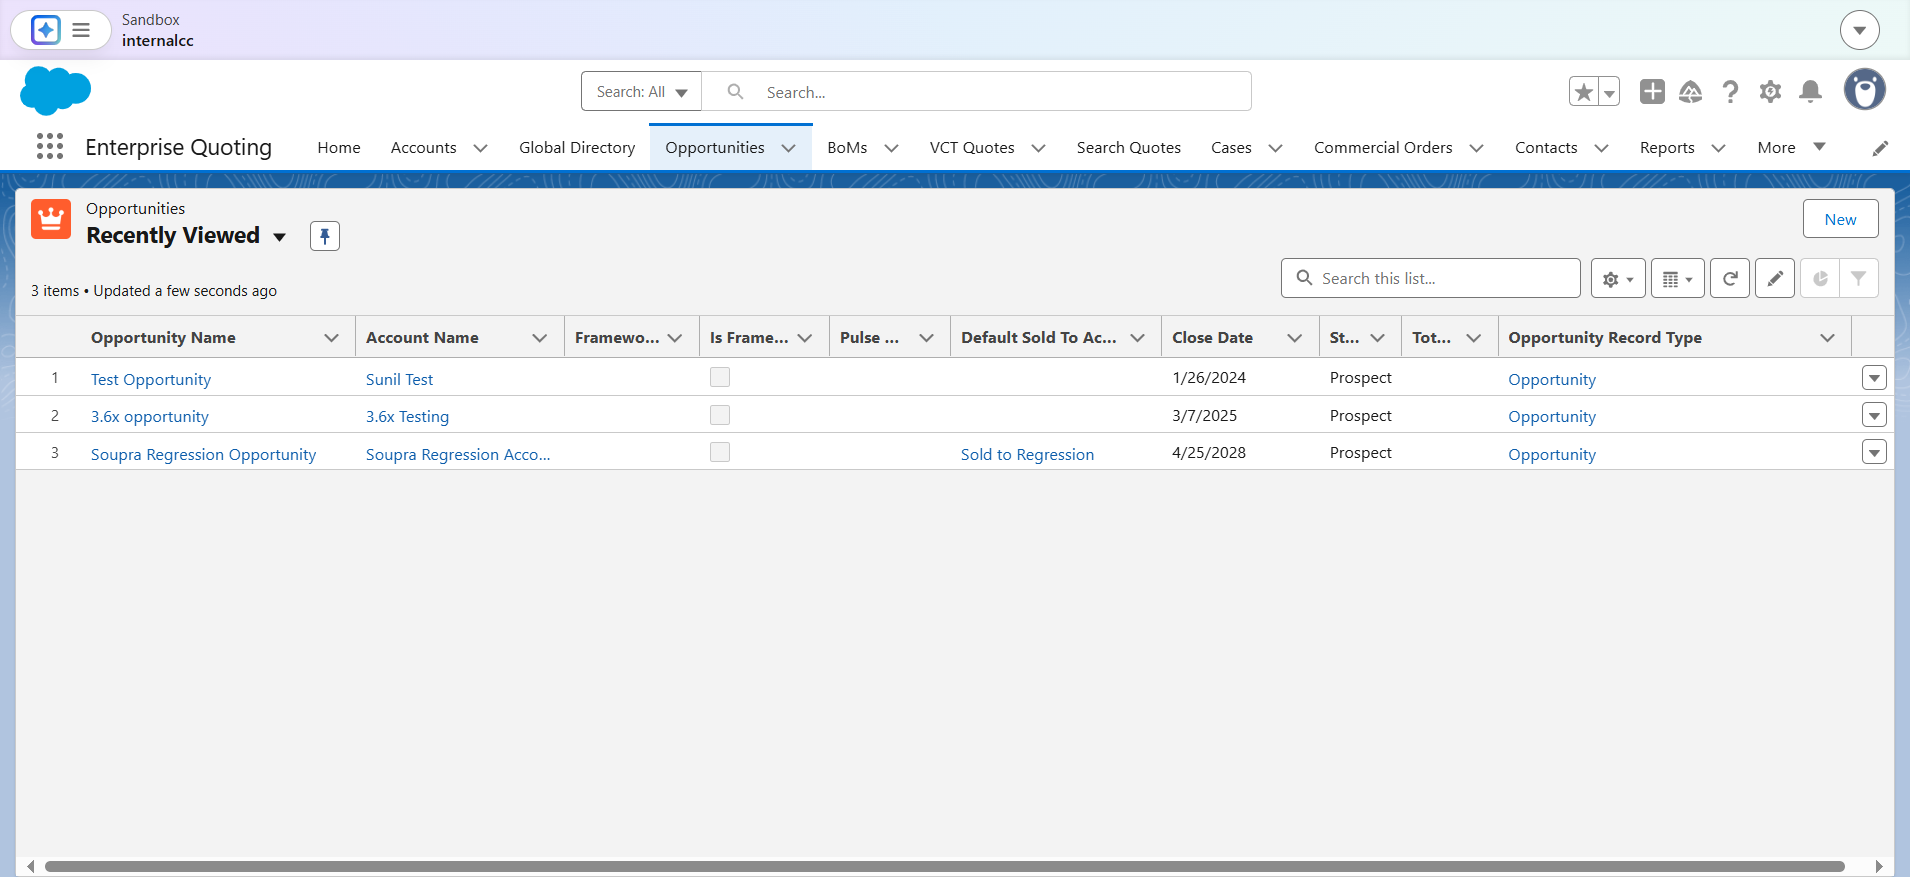 Sandbox
internalcc
Search: All
Search...
Enterprise Quoting
Home
Accounts
Global Directory
Opportunities
BoMs
VCT Quotes
Search Quotes
Cases
Commercial Orders
Contacts
Reports
More
Opportunities
Recently Viewed
New
3 items • Updated a few seconds ago
Search this list...
Opportunity Name
Account Name
Framewo...
Is Frame...
Pulse ...
Default Sold To Ac...
Close Date
St...
Tot...
Opportunity Record Type
1 Test Opportunity Sunil Test 1/26/2024 Prospect Opportunity
2 3.6x opportunity 3.6x Testing 3/7/2025 Prospect Opportunity
3 Soupra Regression Opportunity Soupra Regression Acco... Sold to Regression 4/25/2028 Prospect Opportunity